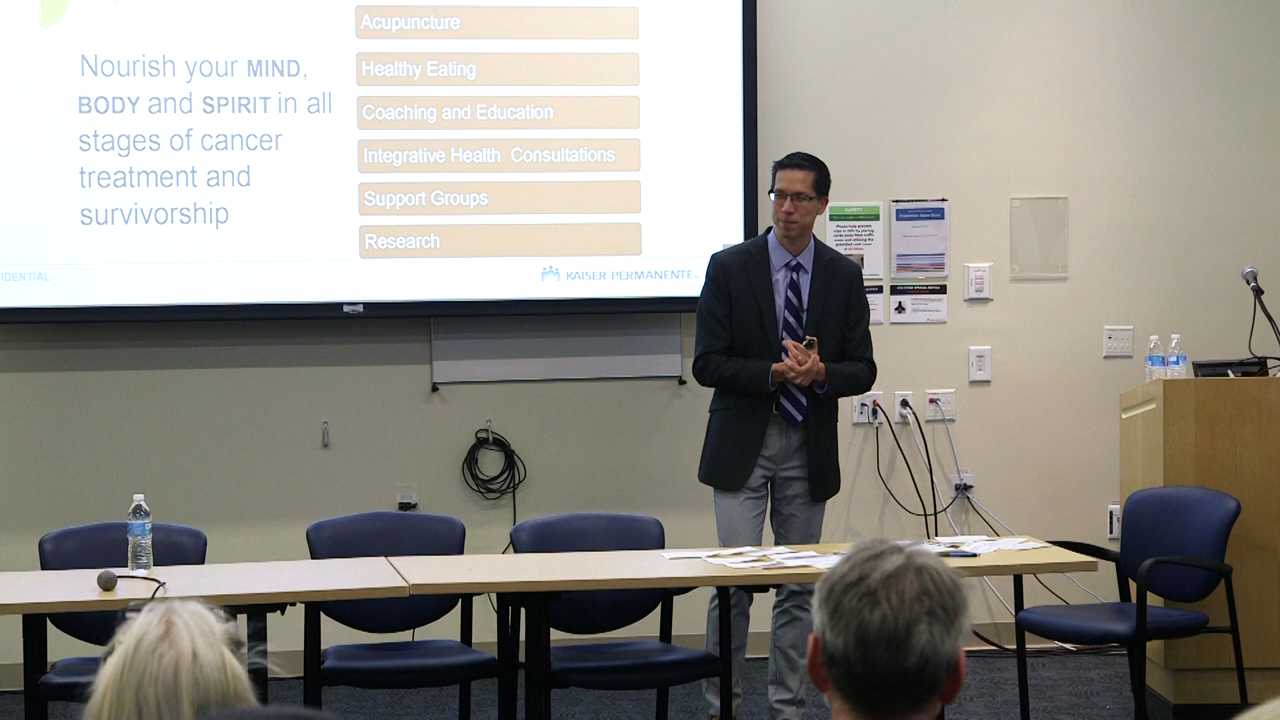 Nourish your MIND,
BODY and SPIRIT in all
stages of cancer
treatment and
survivorship
Acupuncture
Healthy Eating
Coaching and Education
Integrative Health Consultations
Support Groups
Research
KAISER PERMANENTE
SAFETY